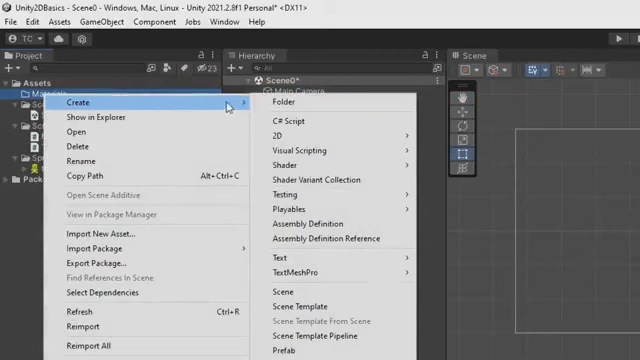 Unity2DBasics - Scene0 - Windows, Mac, Linux - Unity 2021.2.8f1 Personal* <DX11>
File Edit Assets GameObject Component Jobs Window Help
TC
Project
Hierarchy
Scene
23
All
Assets
Scene0*
Main Camera
Materials
Create
Show in Explorer
Open
Delete
Rename
Copy Path Alt+Ctrl+C
Open Scene Additive
View in Package Manager
Import New Asset...
Import Package
Export Package...
Find References In Scene
Select Dependencies
Refresh Ctrl+R
Reimport
Reimport All
Folder
C# Script
2D
Visual Scripting
Shader
Shader Variant Collection
Testing
Playables
Assembly Definition
Assembly Definition Reference
Text
TextMeshPro
Scene
Scene Template
Scene Template From Scene
Scene Template Pipeline
Prefab